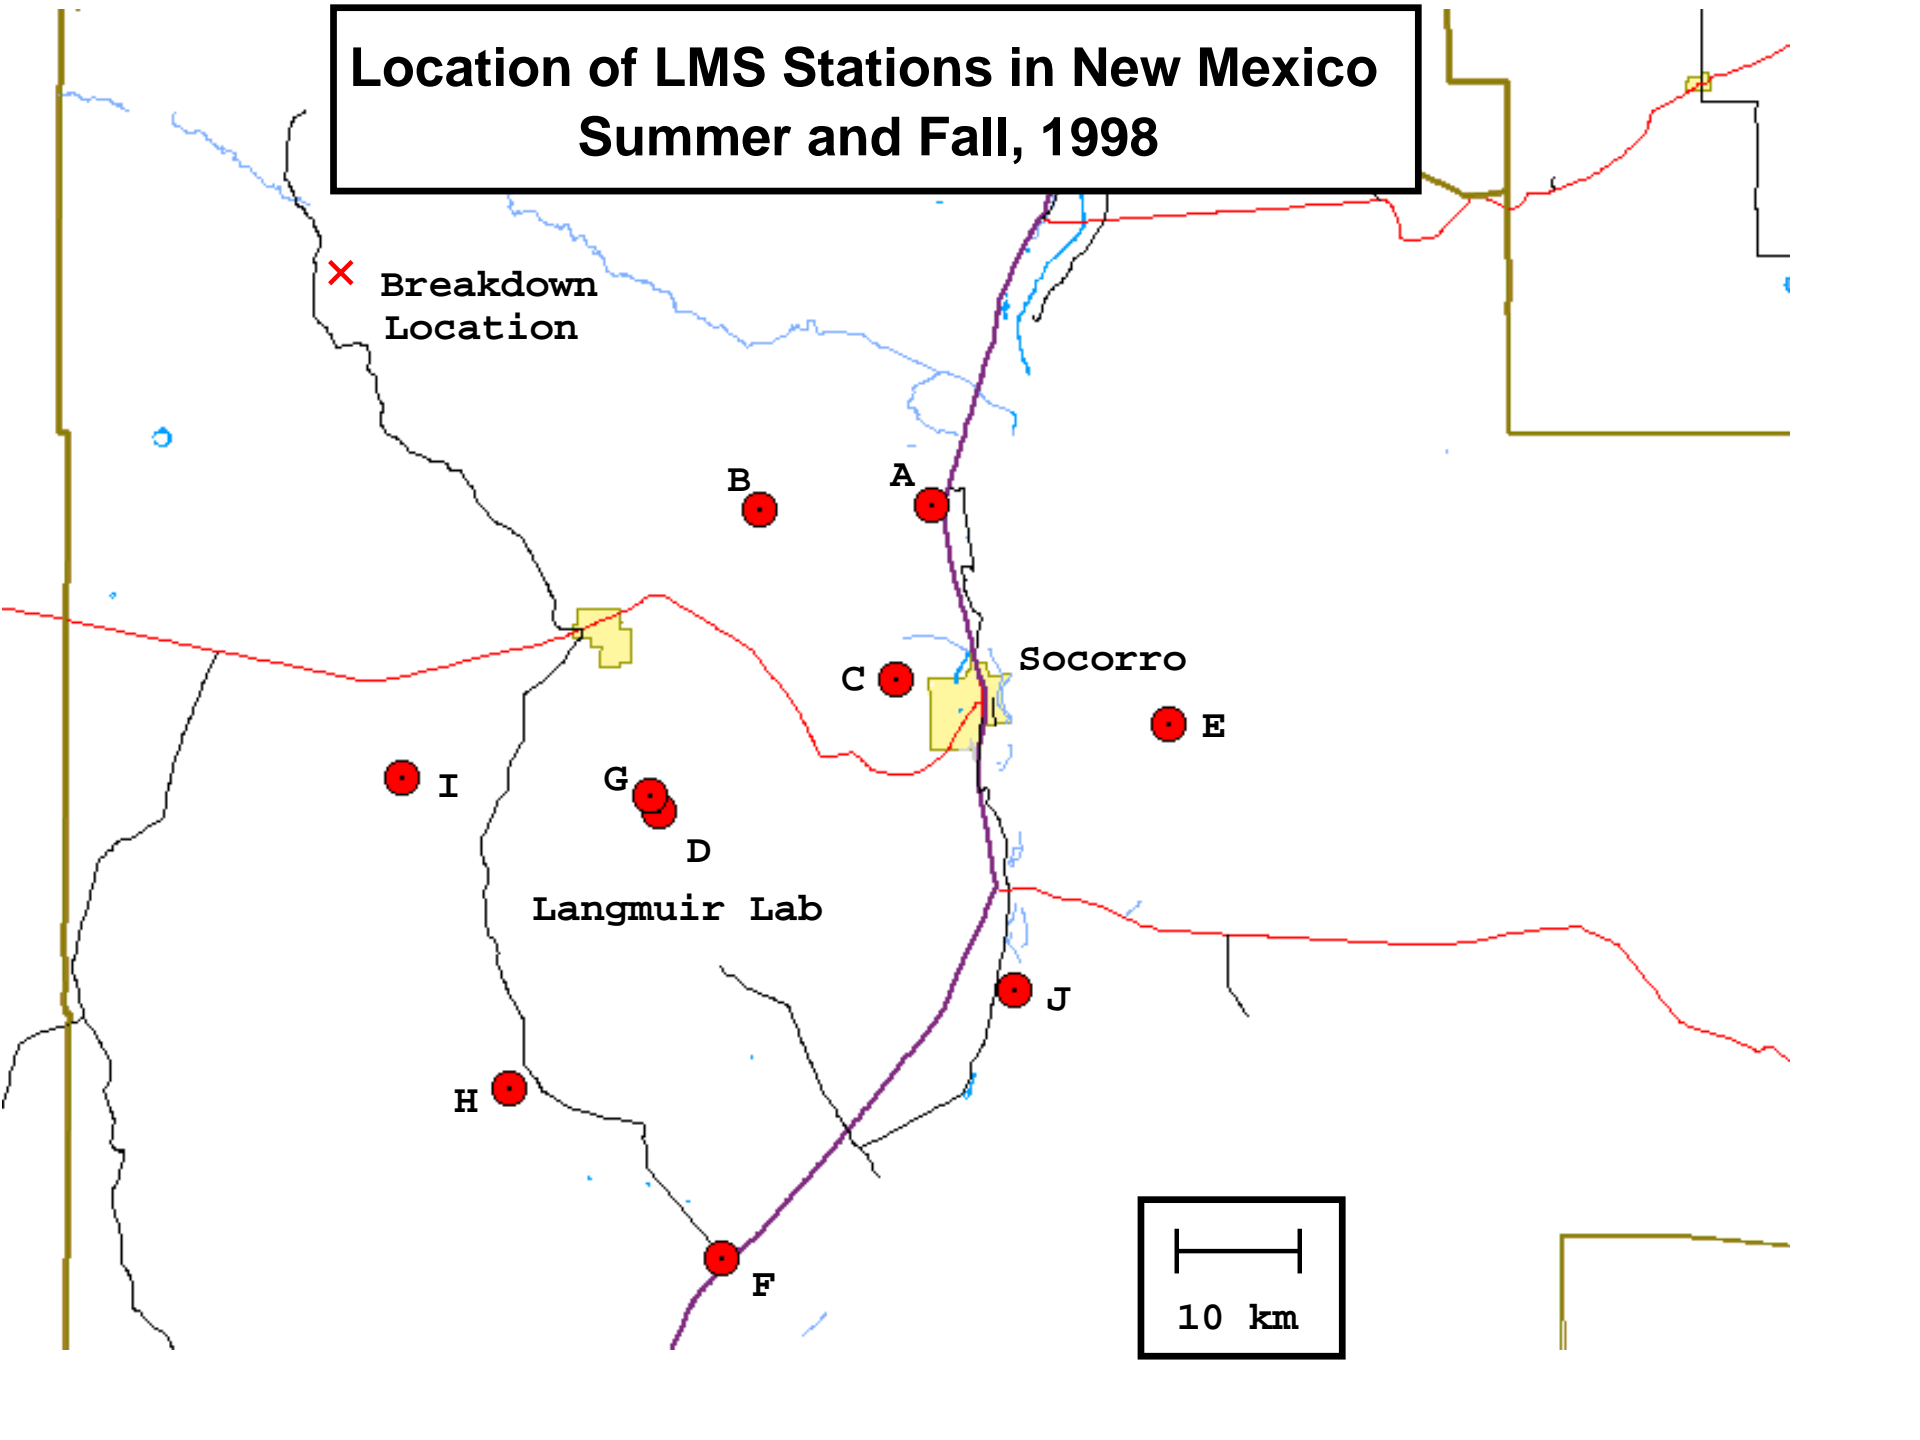 Location of LMS Stations in New Mexico
Summer and Fall, 1998
Breakdown
Location
B
A
Socorro
C
E
I
G
D
Langmuir Lab
J
H
F
10 km